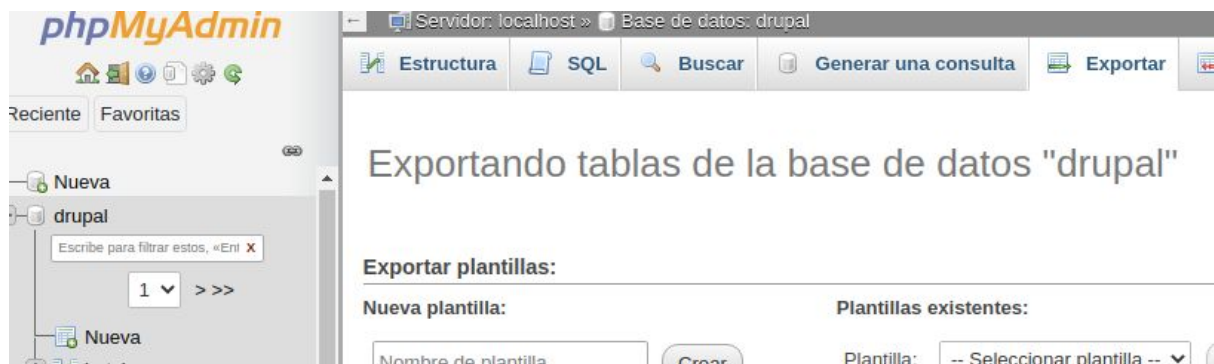 phpMyAdmin
Reciente Favoritas
Nueva
drupal
Escribe para filtrar estos, «Ent X
1 > >>
Nueva
← Servidor: localhost » Base de datos: drupal
Estructura SQL Buscar Generar una consulta Exportar
Exportando tablas de la base de datos "drupal"
Exportar plantillas:
Nueva plantilla: Plantillas existentes:
Nombre de plantilla Crear Plantilla: -- Seleccionar plantilla --